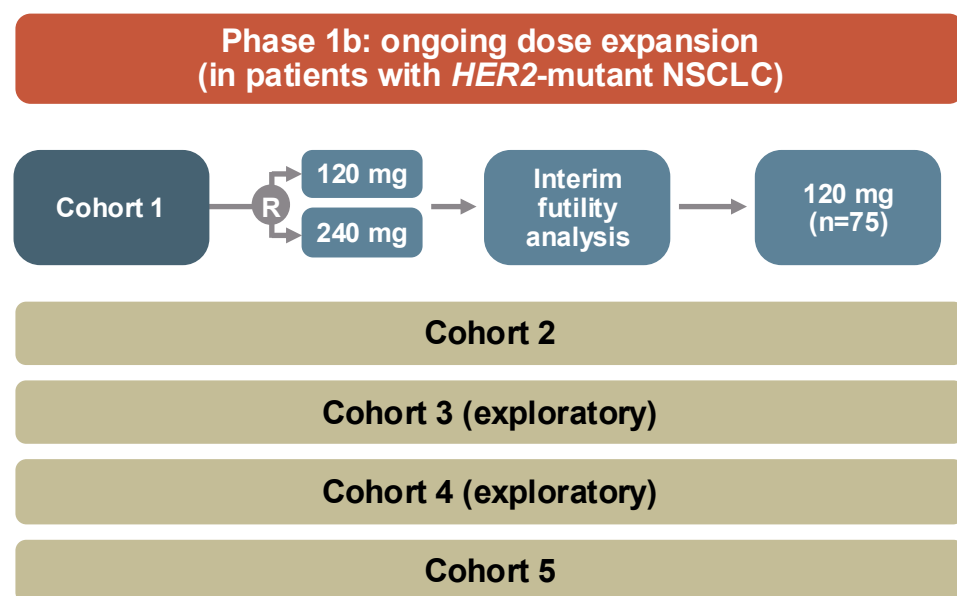 Phase 1b: ongoing dose expansion
(in patients with HER2-mutant NSCLC)
Cohort 1
R
120 mg
240 mg
Interim
futility
analysis
120 mg
(n=75)
Cohort 2
Cohort 3 (exploratory)
Cohort 4 (exploratory)
Cohort 5